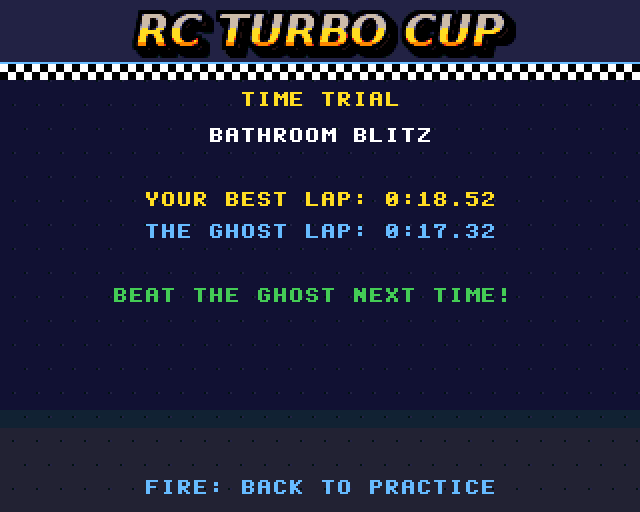 RC TURBO CUP
TIME TRIAL
BATHROOM BLITZ
YOUR BEST LAP: 0:18.52
THE GHOST LAP: 0:17.32
BEAT THE GHOST NEXT TIME!
FIRE: BACK TO PRACTICE